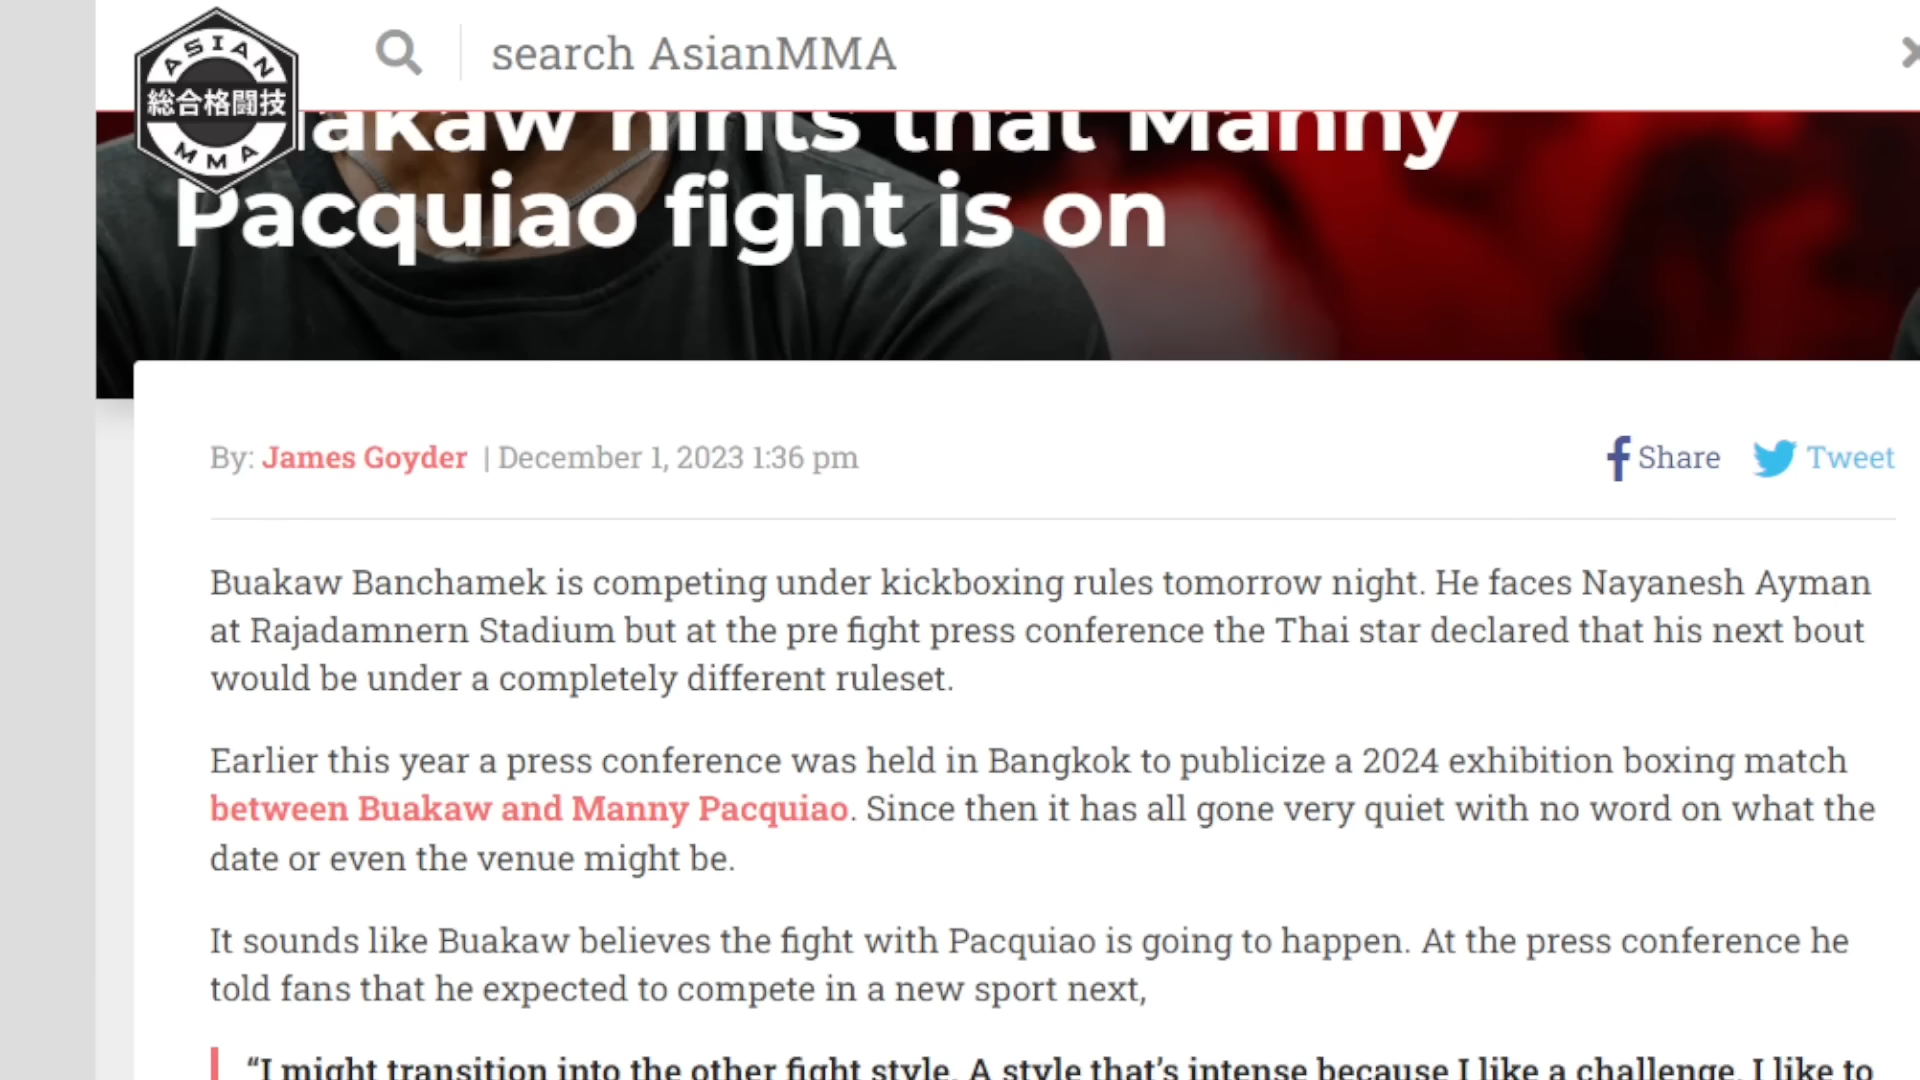 ASIAN
総合格闘技
MMA
search AsianMMA
hints that Manny
Pacquiao fight is on
By: James Goyder | December 1, 2023 1:36 pm
Share Tweet
Buakaw Banchamek is competing under kickboxing rules tomorrow night. He faces Nayanesh Ayman
at Rajadamnern Stadium but at the pre fight press conference the Thai star declared that his next bout
would be under a completely different ruleset.
Earlier this year a press conference was held in Bangkok to publicize a 2024 exhibition boxing match
between Buakaw and Manny Pacquiao. Since then it has all gone very quiet with no word on what the
date or even the venue might be.
It sounds like Buakaw believes the fight with Pacquiao is going to happen. At the press conference he
told fans that he expected to compete in a new sport next,
“I might transition into the other fight style. A style that’s intense because I like a challenge. I like to